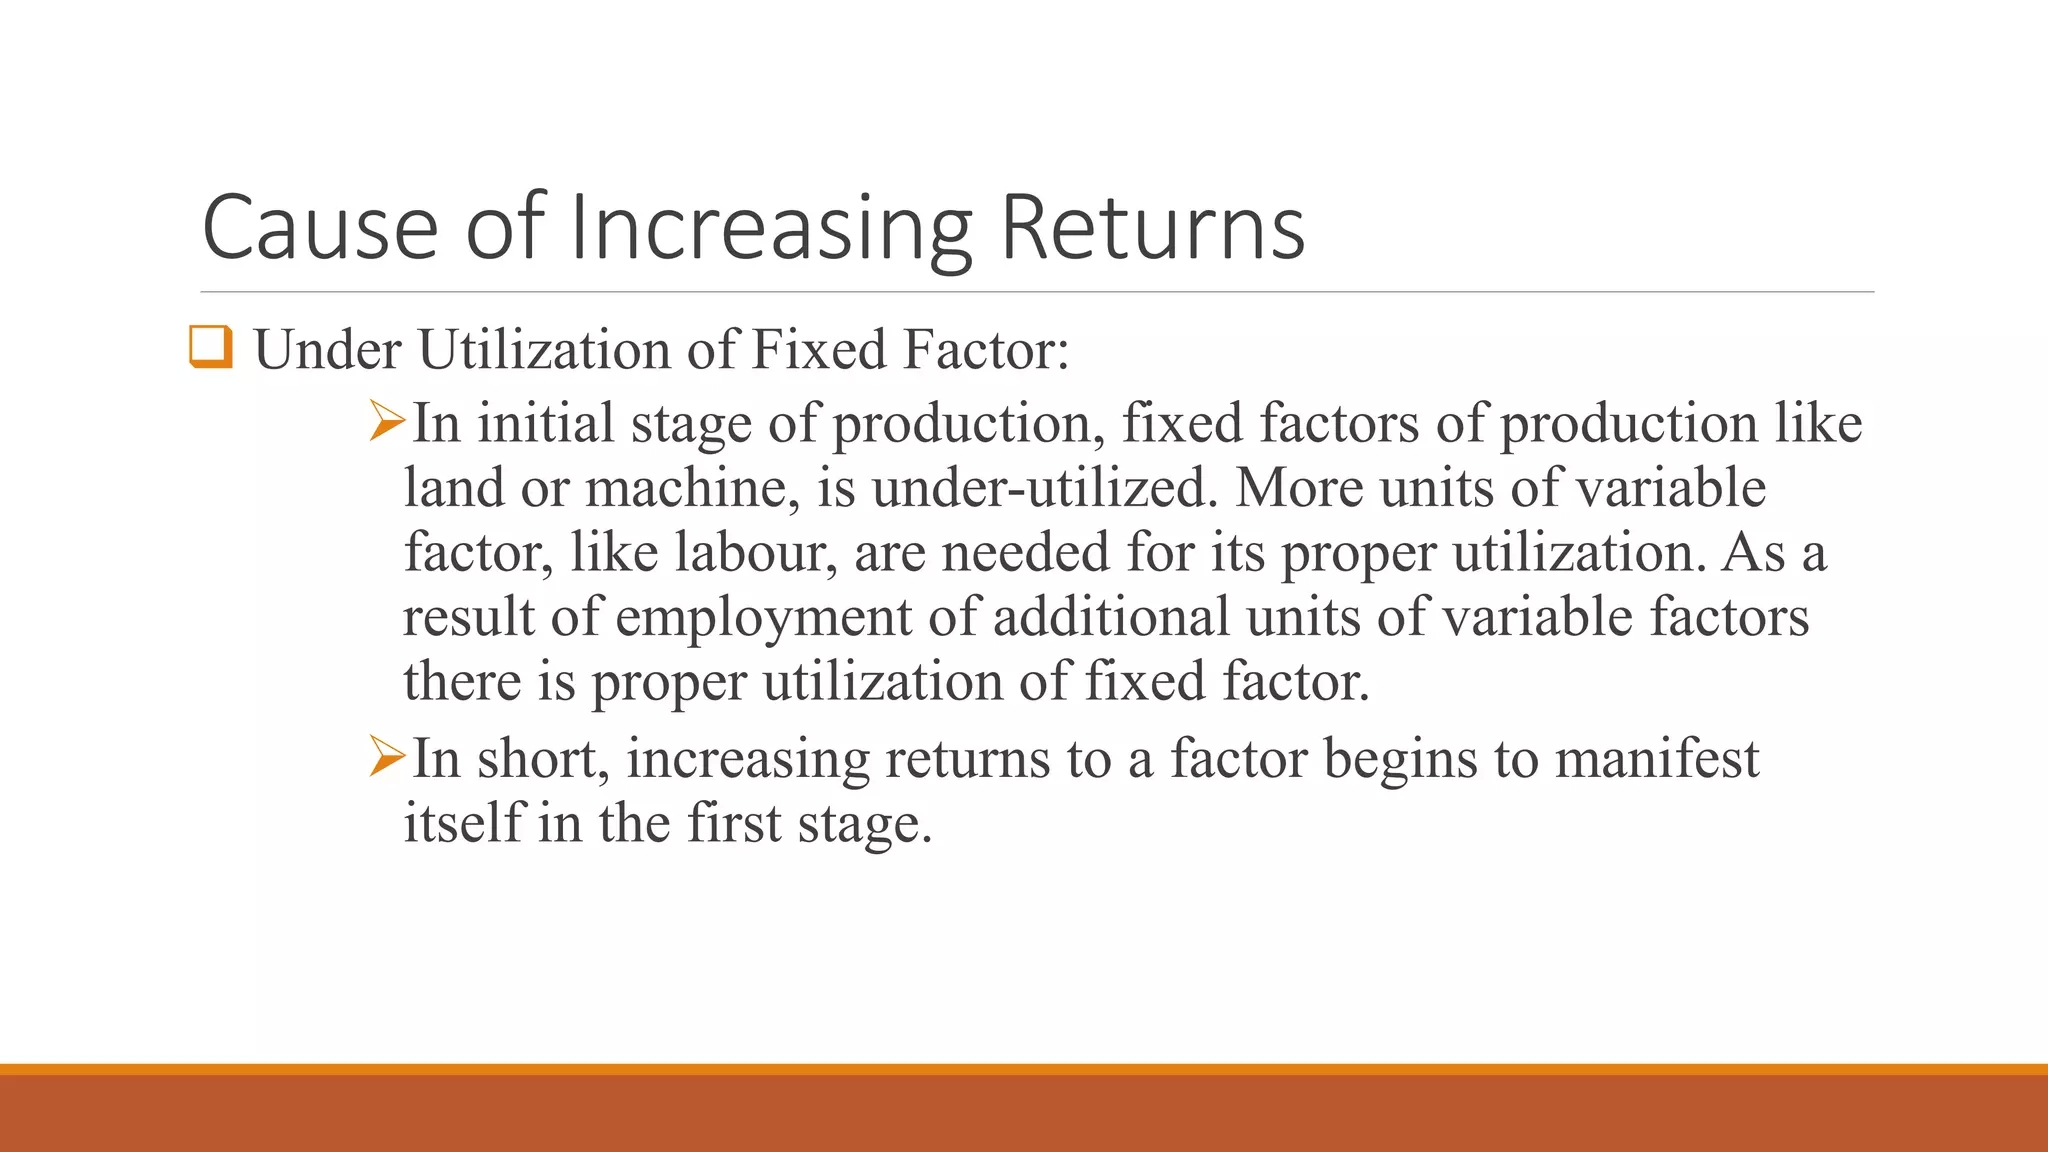 Cause of Increasing Returns
Under Utilization of Fixed Factor:
In initial stage of production, fixed factors of production like
land or machine, is under-utilized. More units of variable
factor, like labour, are needed for its proper utilization. As a
result of employment of additional units of variable factors
there is proper utilization of fixed factor.
In short, increasing returns to a factor begins to manifest
itself in the first stage.